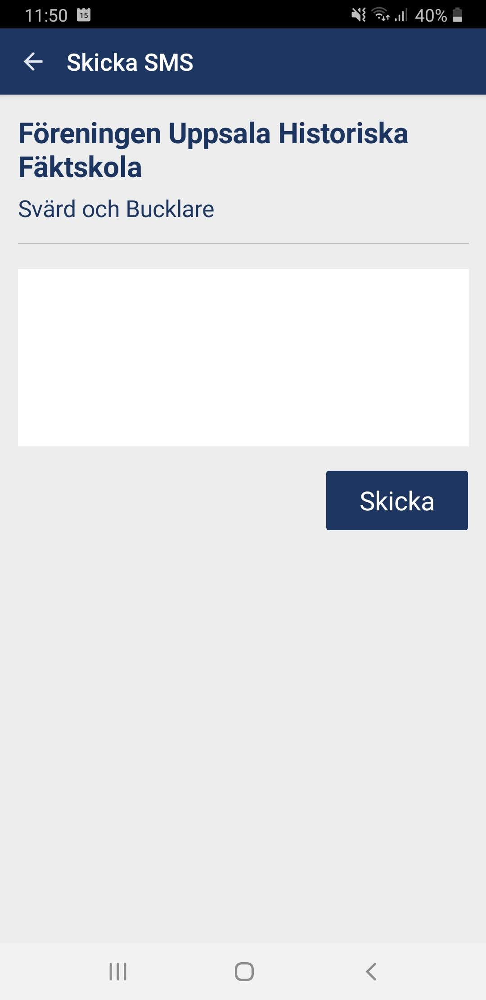 11:50 15 40%
Skicka SMS
Föreningen Uppsala Historiska
Fäktskola
Svärd och Bucklare
Skicka